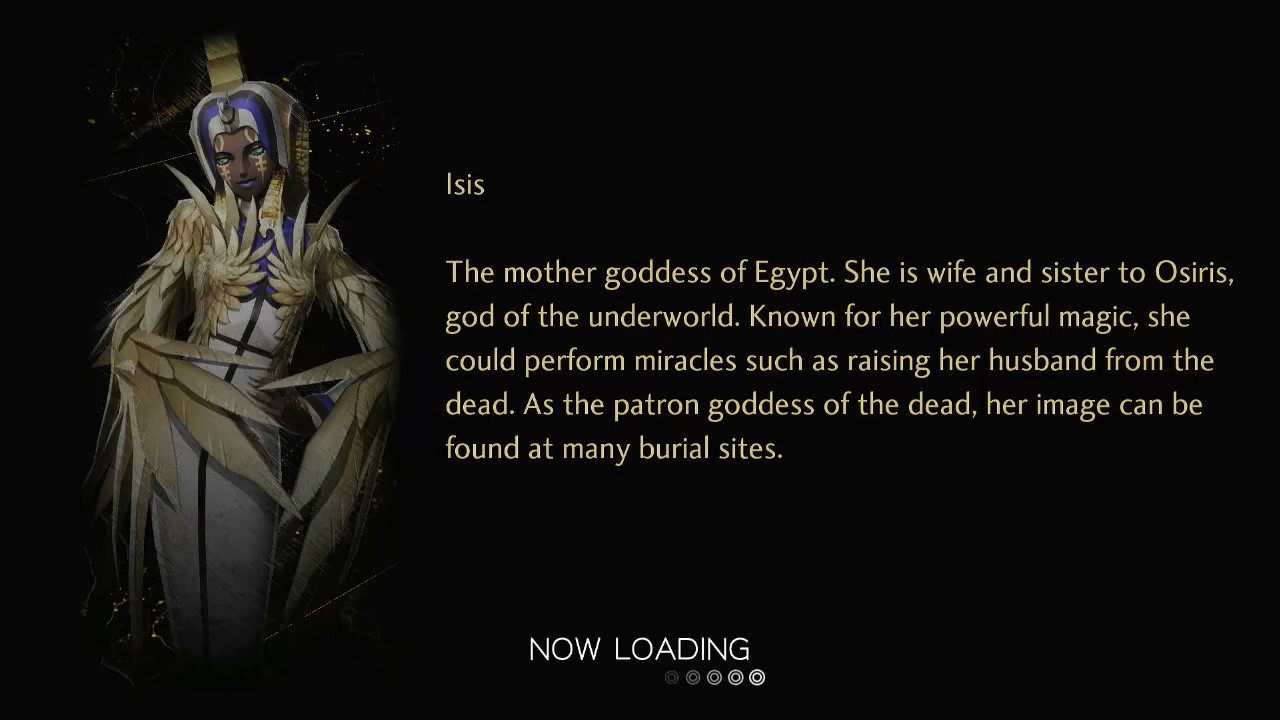 Isis
The mother goddess of Egypt. She is wife and sister to Osiris,
god of the underworld. Known for her powerful magic, she
could perform miracles such as raising her husband from the
dead. As the patron goddess of the dead, her image can be
found at many burial sites.
NOW LOADING